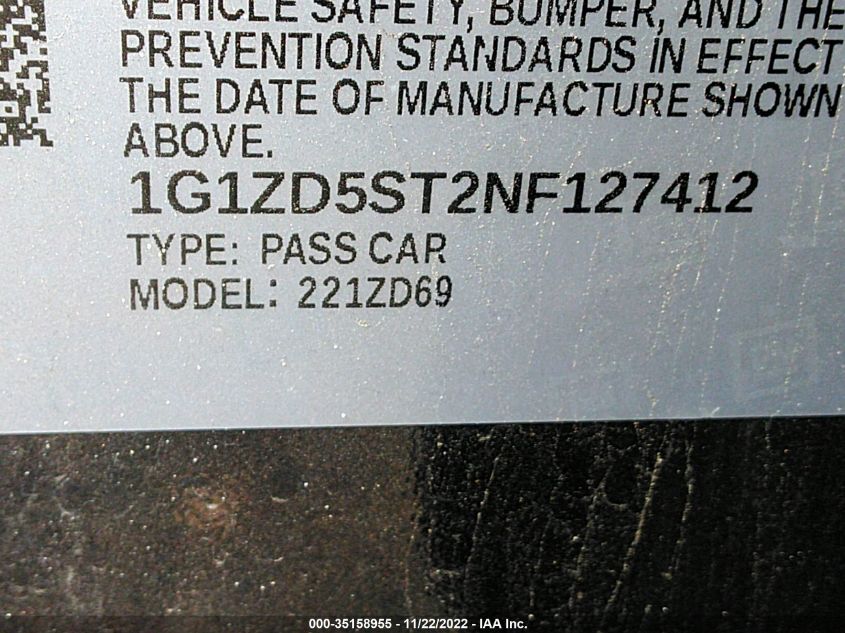 VEHICLE SAFETY, BUMPER, AND THE
PREVENTION STANDARDS IN EFFECT
THE DATE OF MANUFACTURE SHOWN
ABOVE.
1G1ZD5ST2NF127412
TYPE: PASS CAR
MODEL: 221ZD69
000-35158955 - 11/22/2022 - IAA Inc.